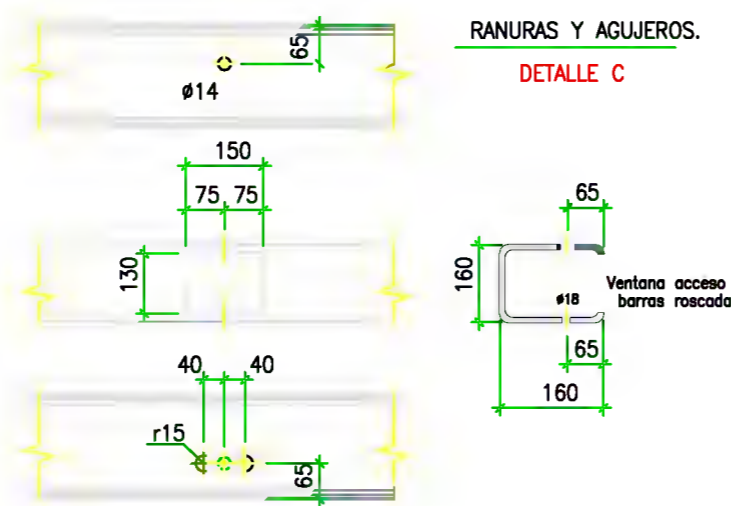 RANURAS Y AGUJEROS.
DETALLE C
65
ø14
150
75 75
130
65
160
ø18
Ventana acceso
barras roscada
65
160
40 40
r15
65